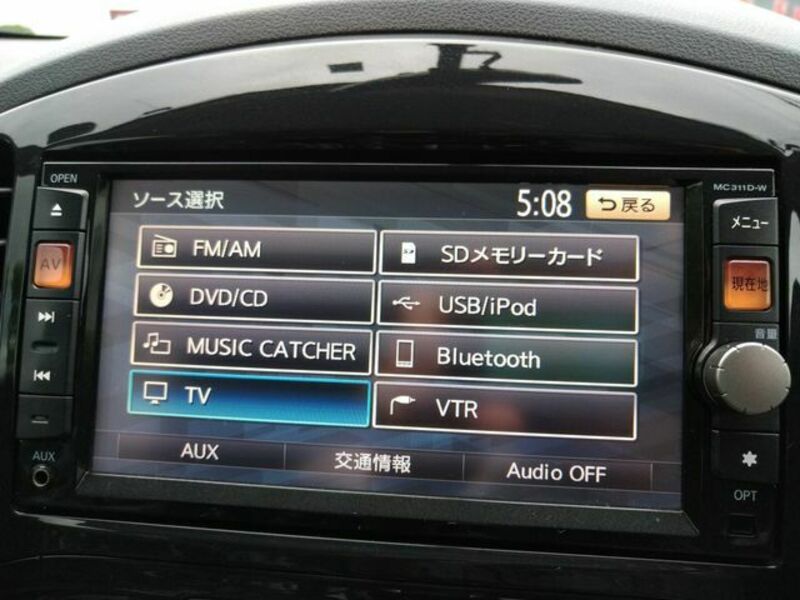 OPEN
MC311D-W
ソース選択
5:08
戻る
メニュー
FM/AM
SDメモリーカード
AV
DVD/CD
USB/iPod
現在地
MUSIC CATCHER
Bluetooth
音量
TV
VTR
AUX
AUX
交通情報
Audio OFF
OPT